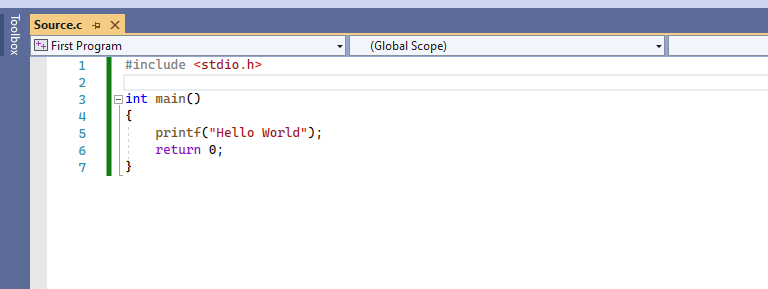 Toolbox
Source.c
First Program (Global Scope)
1 #include <stdio.h>
2
3 int main()
4 {
5     printf("Hello World");
6     return 0;
7 }